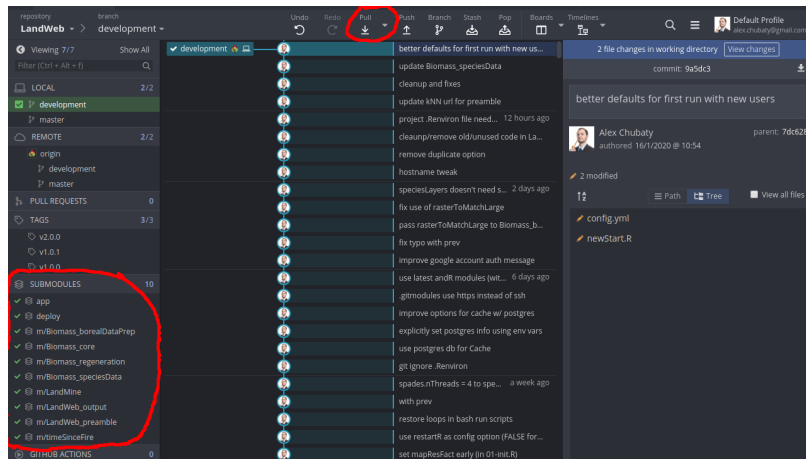 repository
branch
LandWeb
development
Undo
Redo
Pull
Push
Branch
Stash
Pop
Boards
Timelines
Default Profile
alex.chubaty@gmail.com
Viewing 7/7
Show All
Filter (Ctrl + Alt + f)
LOCAL
2/2
development
master
REMOTE
2/2
origin
development
master
PULL REQUESTS
0
TAGS
3/3
v2.0.0
v1.0.1
v1.0.0
SUBMODULES
10
app
deploy
m/Biomass_borealDataPrep
m/Biomass_core
m/Biomass_regeneration
m/Biomass_speciesData
m/LandMine
m/LandWeb_output
m/LandWeb_preamble
m/timeSinceFire
GITHUB ACTIONS
0
development
better defaults for first run with new us...
update Biomass_speciesData
cleanup and fixes
update kNN url for preamble
project .Renviron file need... 12 hours ago
cleaunp/remove old/unused code in La...
remove duplicate option
hostname tweak
speciesLayers doesn't need s... 2 days ago
fix use of rasterToMatchLarge
pass rasterToMatchLarge to Biomass_b...
fix typo with prev
improve google account auth message
use latest andR modules (wit... 6 days ago
.gitmodules use https instead of ssh
improve options for cache w/ postgres
explicitly set postgres info using env vars
use postgres db for Cache
git ignore .Renviron
spades.nThreads = 4 to spe... a week ago
with prev
restore loops in bash run scripts
use restartR as config option (FALSE for...
set mapResFact early (in 01-init.R)
2 file changes in working directory
View changes
commit: 9a5dc3
better defaults for first run with new users
Alex Chubaty
authored 16/1/2020 @ 10:54
parent: 7dc628
2 modified
Path
Tree
View all files
config.yml
newStart.R